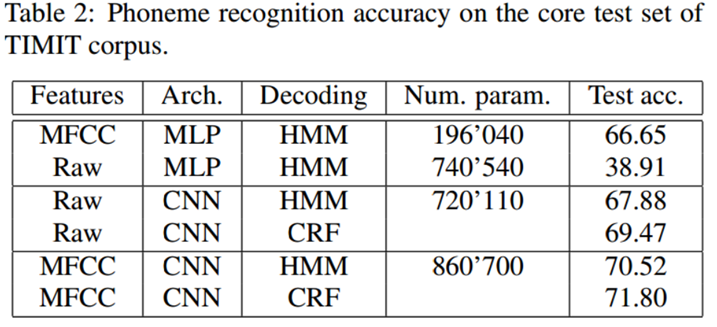 Table 2: Phoneme recognition accuracy on the core test set of
TIMIT corpus.
Features Arch. Decoding Num. param. Test acc.
MFCC MLP HMM 196’040 66.65
Raw MLP HMM 740’540 38.91
Raw CNN HMM 720’110 67.88
Raw CNN CRF 69.47
MFCC CNN HMM 860’700 70.52
MFCC CNN CRF 71.80